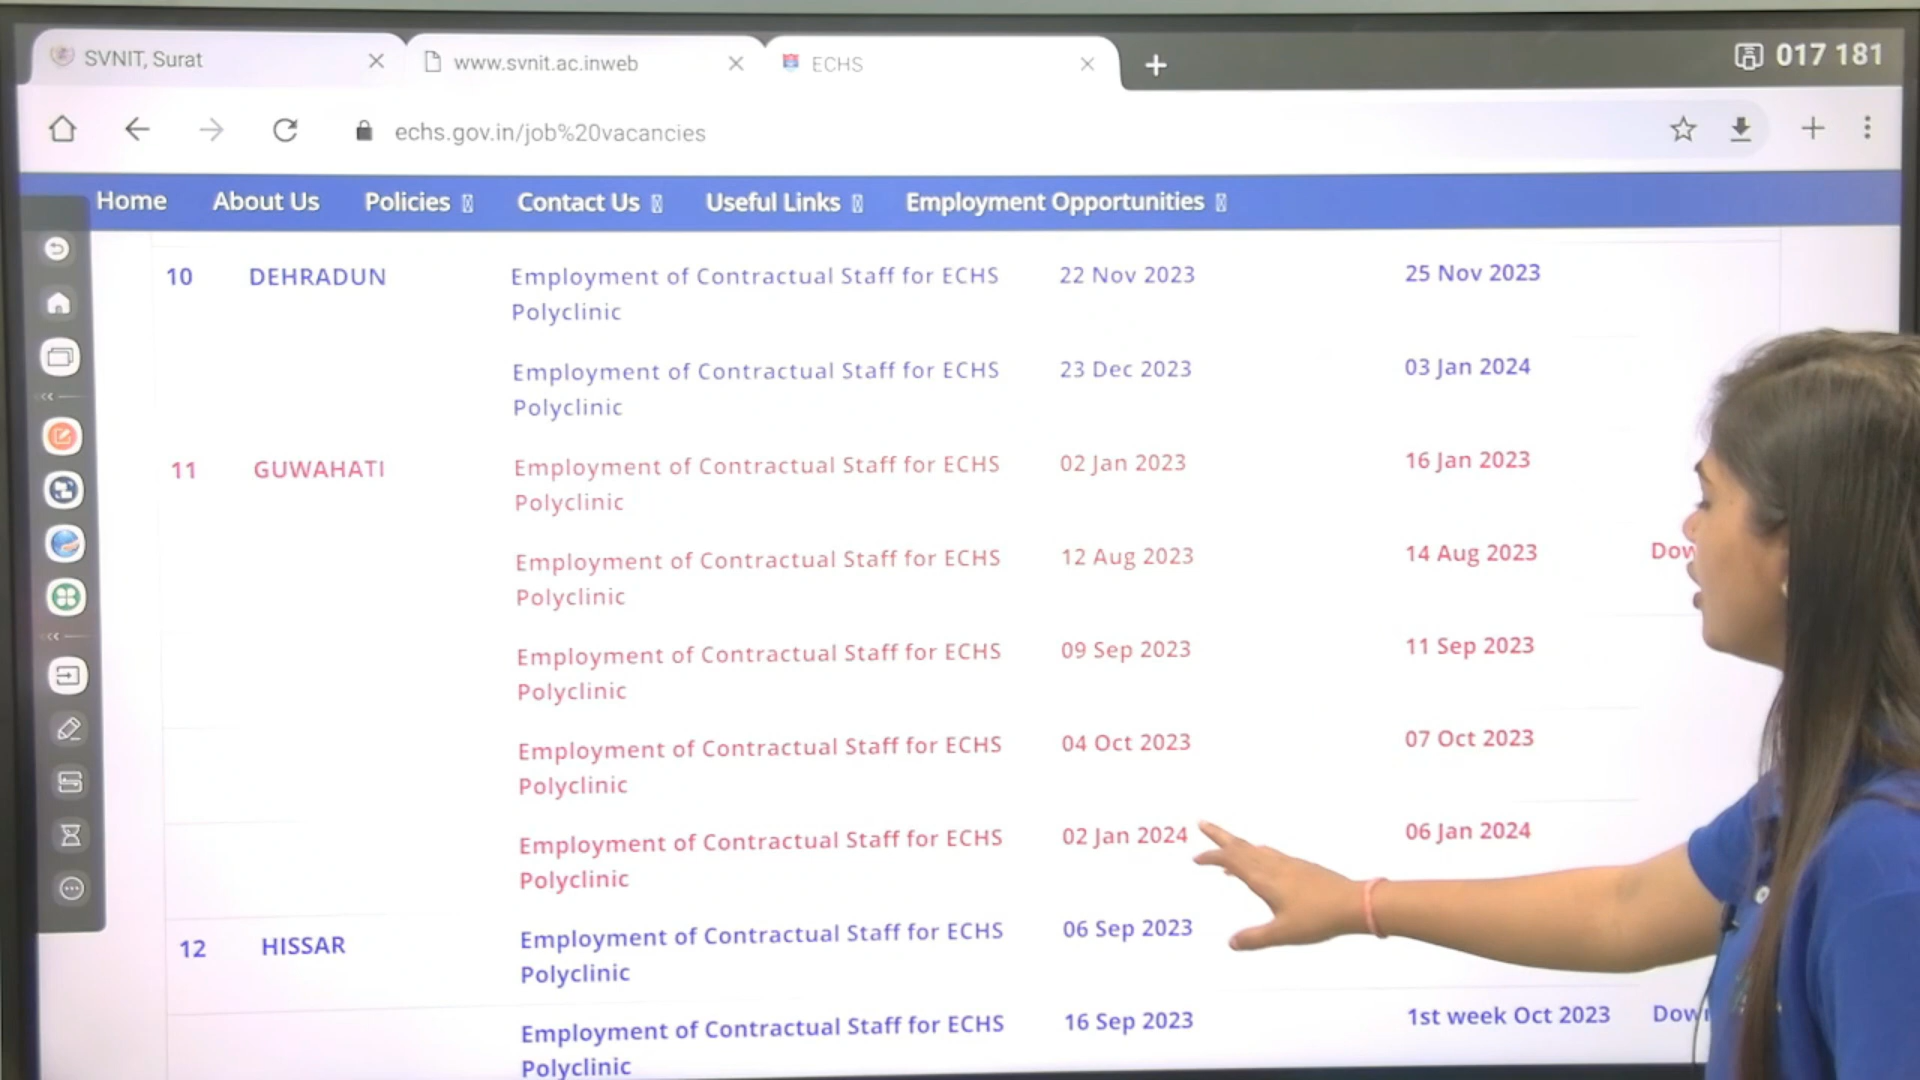 SVNIT, Surat
www.svnit.ac.inweb
ECHS
017 181
echs.gov.in/job%20vacancies
Home About Us Policies Contact Us Useful Links Employment Opportunities
10 DEHRADUN Employment of Contractual Staff for ECHS 22 Nov 2023 25 Nov 2023
Polyclinic
Employment of Contractual Staff for ECHS 23 Dec 2023 03 Jan 2024
Polyclinic
11 GUWAHATI Employment of Contractual Staff for ECHS 02 Jan 2023 16 Jan 2023
Polyclinic
Employment of Contractual Staff for ECHS 12 Aug 2023 14 Aug 2023
Polyclinic
Employment of Contractual Staff for ECHS 09 Sep 2023 11 Sep 2023
Polyclinic
Employment of Contractual Staff for ECHS 04 Oct 2023 07 Oct 2023
Polyclinic
Employment of Contractual Staff for ECHS 02 Jan 2024 06 Jan 2024
Polyclinic
12 HISSAR Employment of Contractual Staff for ECHS 06 Sep 2023
Polyclinic
Employment of Contractual Staff for ECHS 16 Sep 2023 1st week Oct 2023
Polyclinic